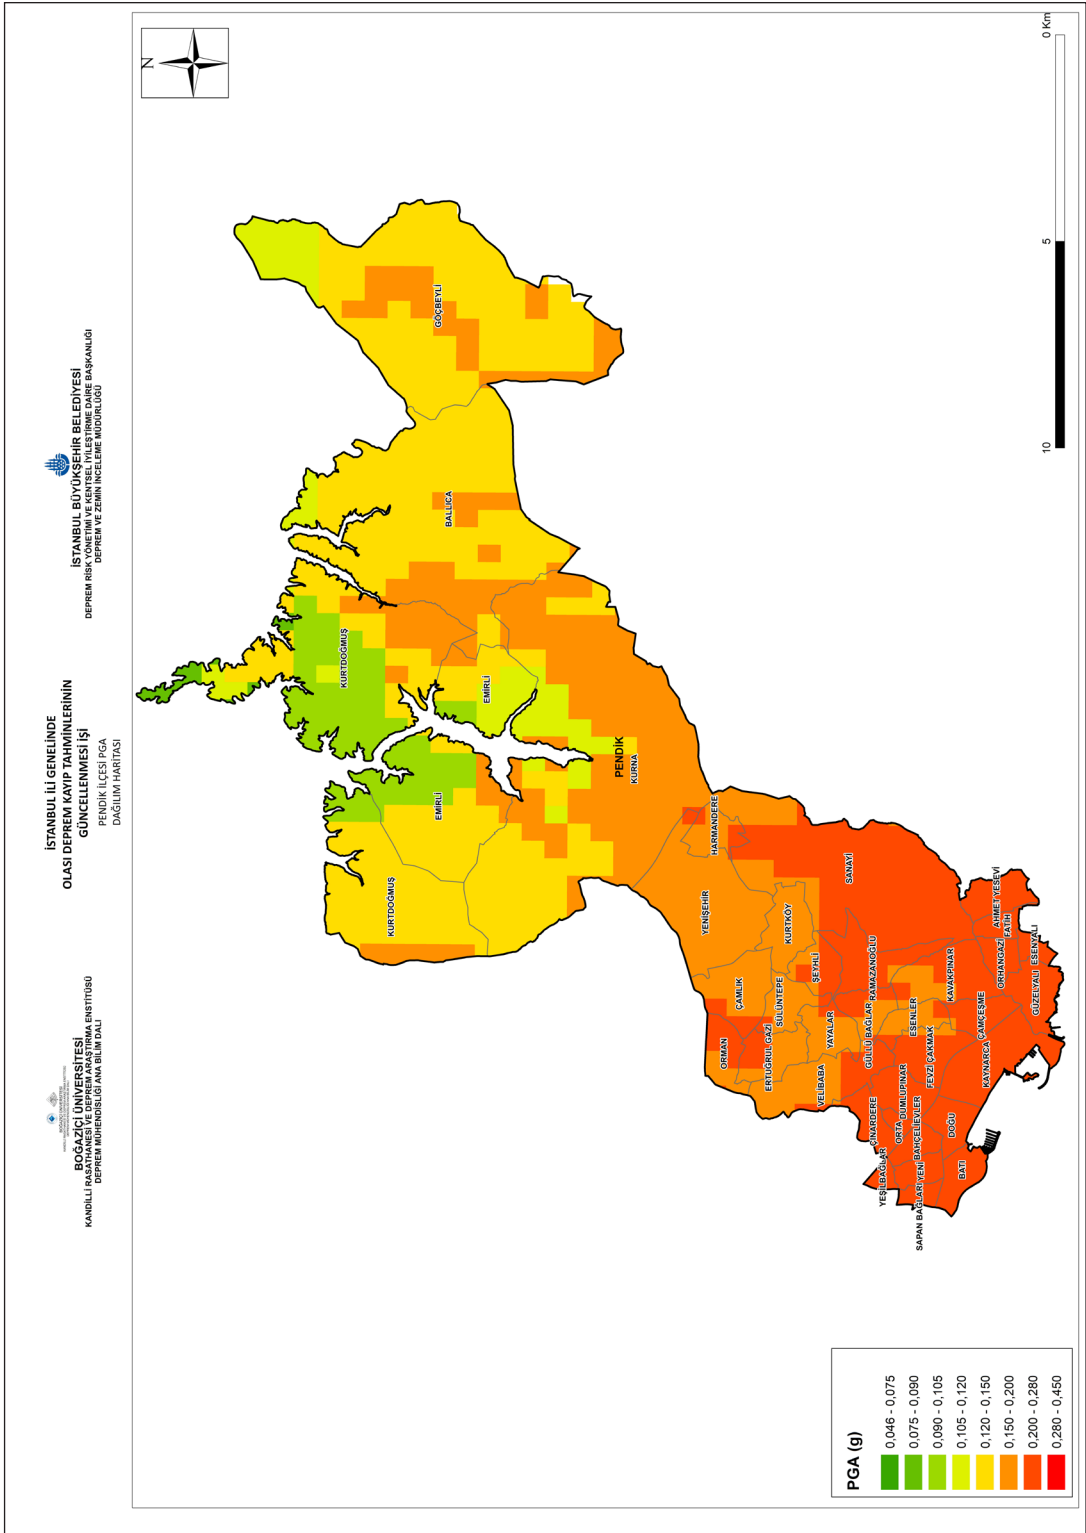 BOĞAZİÇİ ÜNİVERSİTESİ
KANDİLLİ RASATHANESİ VE DEPREM ARAŞTIRMA ENSTİTÜSÜ
DEPREM MÜHENDİSLİĞİ ANA BİLİM DALI
İSTANBUL İLİ GENELİNDE
OLASI DEPREM KAYIP TAHMİNLERİNİN
GÜNCELLENMESİ İŞİ
PENDİK İLÇESİ PGA
DAĞILIM HARİTASI
İSTANBUL BÜYÜKŞEHİR BELEDİYESİ
DEPREM RİSK YÖNETİMİ VE KENTSEL İYİLEŞTİRME DAİRE BAŞKANLIĞI
DEPREM VE ZEMİN İNCELEME MÜDÜRLÜĞÜ
N
KURTDOĞMUŞ
GÖÇBEYLİ
BALLICA
KURTDOĞMUŞ
EMİRLİ
EMİRLİ
PENDİK
KURNA
HARMANDERE
YENİŞEHİR
ORMAN
ÇAMLIK
ERTUĞRUL GAZİ
SÜLÜNTEPE
KURTKÖY
VELİBABA
YAYALAR
ŞEYHLİ
SANAYİ
ÇINARDERE
GÜLLÜ BAĞLAR
RAMAZANOĞLU
YEŞİLBAĞLAR
ORTA
DUMLUPINAR
ESENLER
SAPAN BAĞLARI
YENİ
BAHÇELİEVLER
FEVZİ ÇAKMAK
KAVAKPINAR
BATI
DOĞU
KAYNARCA
ÇAMÇEŞME
ORHANGAZİ
AHMET YESEVİ
FATİH
GÜZELYALI
ESENYALI
PGA (g)
0,046 - 0,075
0,075 - 0,090
0,090 - 0,105
0,105 - 0,120
0,120 - 0,150
0,150 - 0,200
0,200 - 0,280
0,280 - 0,450
10
5
0 Km